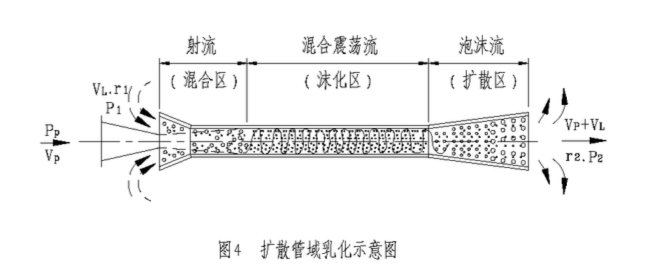 射流
混合震荡流
泡沫流
（混合区）
（沫化区）
（扩散区）
VL.r1
P1
Pp
Vp
Vp+VL
r2.P2
图4 扩散管域乳化示意图